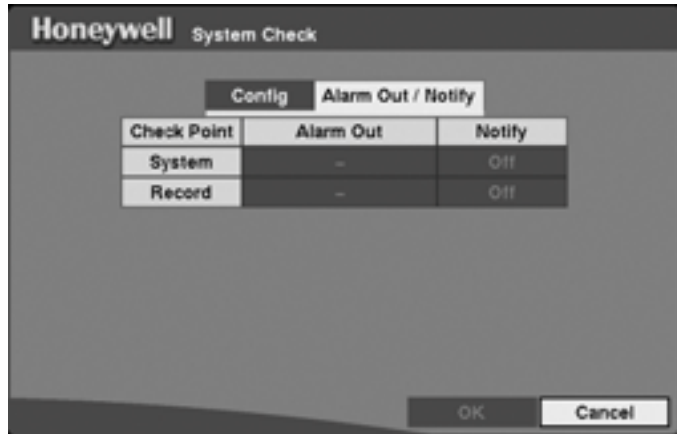 Honeywell System Check
Config Alarm Out / Notify
Check Point Alarm Out Notify
System – Off
Record – Off
OK Cancel